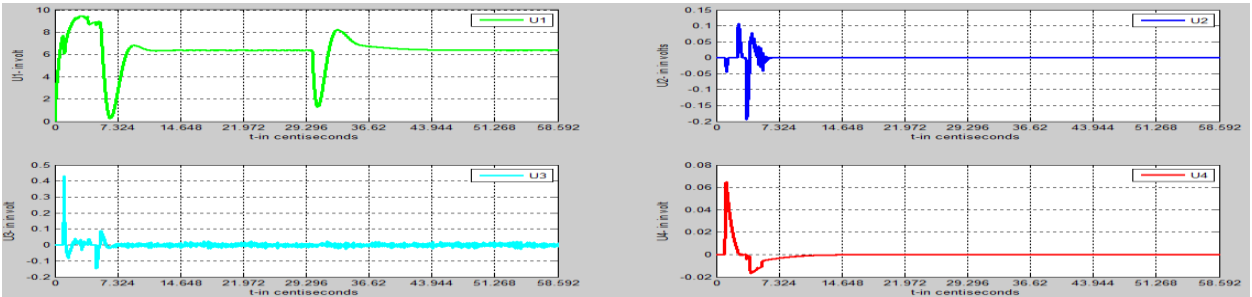 10
8
6
4
2
0
U1- in in volt
U1
0 7.324 14.648 21.972 29.296 36.62 43.944 51.268 58.592
t-in centiseconds
0.15
0.1
0.05
0
-0.05
-0.1
-0.15
-0.2
U2- in in volts
U2
0 7.324 14.648 21.972 29.296 36.62 43.944 51.268 58.592
t-in centiseconds
0.5
0.4
0.3
0.2
0.1
0
-0.1
-0.2
U3- in in volt
U3
0 7.324 14.648 21.972 29.296 36.62 43.944 51.268 58.592
t-in centiseconds
0.08
0.06
0.04
0.02
0
-0.02
U4- in in volt
U4
0 7.324 14.648 21.972 29.296 36.62 43.944 51.268 58.592
t-in centiseconds